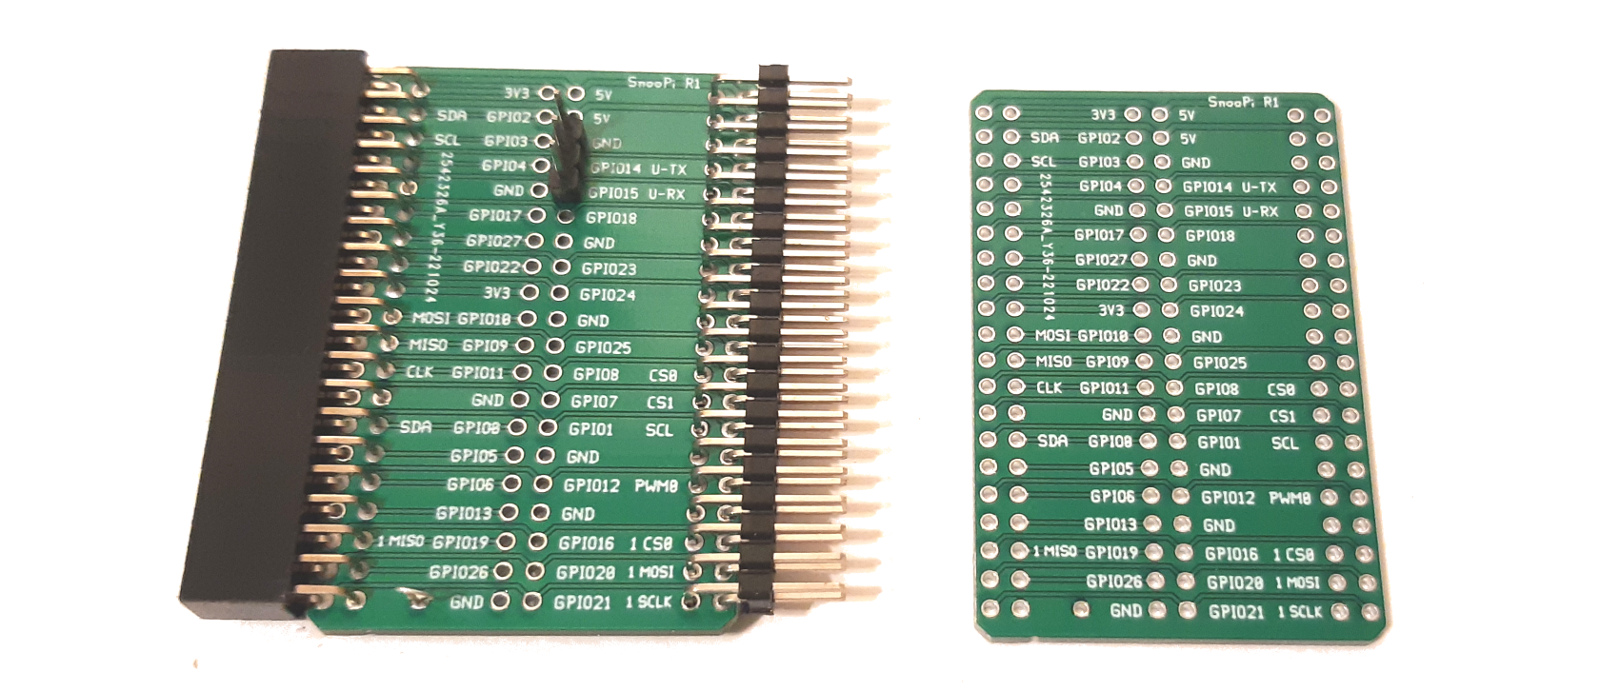 SnooPi R1
3V3 5V
SDA GPIO2 5V
SCL GPIO3 GND
GPIO4 GPIO14 U-TX
GND GPIO15 U-RX
GPIO17 GPIO18
GPIO27 GND
GPIO22 GPIO23
3V3 GPIO24
MOSI GPIO10 GND
MISO GPIO9 GPIO25
CLK GPIO11 GPIO8 CS0
GND GPIO7 CS1
SDA GPIO0 GPIO1 SCL
GPIO5 GND
GPIO6 GPIO12 PWM0
GPIO13 GND
1 MISO GPIO19 GPIO16 1 CS0
GPIO26 GPIO20 1 MOSI
GND GPIO21 1 SCLK
2542326A_Y36-221024
SnooPi R1
3V3 5V
SDA GPIO2 5V
SCL GPIO3 GND
GPIO4 GPIO14 U-TX
GND GPIO15 U-RX
GPIO17 GPIO18
GPIO27 GND
GPIO22 GPIO23
3V3 GPIO24
MOSI GPIO10 GND
MISO GPIO9 GPIO25
CLK GPIO11 GPIO8 CS0
GND GPIO7 CS1
SDA GPIO0 GPIO1 SCL
GPIO5 GND
GPIO6 GPIO12 PWM0
GPIO13 GND
1 MISO GPIO19 GPIO16 1 CS0
GPIO26 GPIO20 1 MOSI
GND GPIO21 1 SCLK
2542326A_Y36-221024